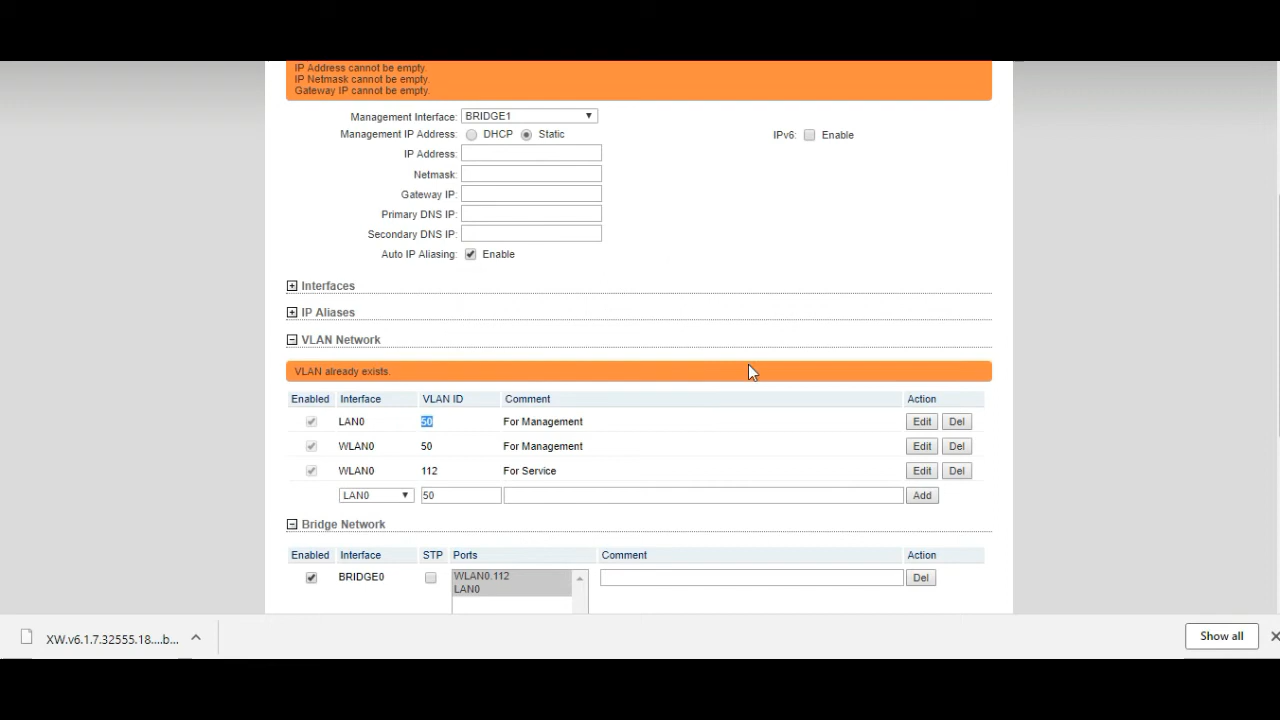 IP Address cannot be empty.
IP Netmask cannot be empty.
Gateway IP cannot be empty.
Management Interface: BRIDGE1
Management IP Address: DHCP Static IPv6: Enable
IP Address:
Netmask:
Gateway IP:
Primary DNS IP:
Secondary DNS IP:
Auto IP Aliasing: Enable
Interfaces
IP Aliases
VLAN Network
VLAN already exists.
Enabled Interface VLAN ID Comment Action
LAN0 50 For Management Edit Del
WLAN0 50 For Management Edit Del
WLAN0 112 For Service Edit Del
LAN0 50 Add
Bridge Network
Enabled Interface STP Ports Comment Action
BRIDGE0 WLAN0.112 Del
LAN0
XW.v6.1.7.32555.18....b... Show all